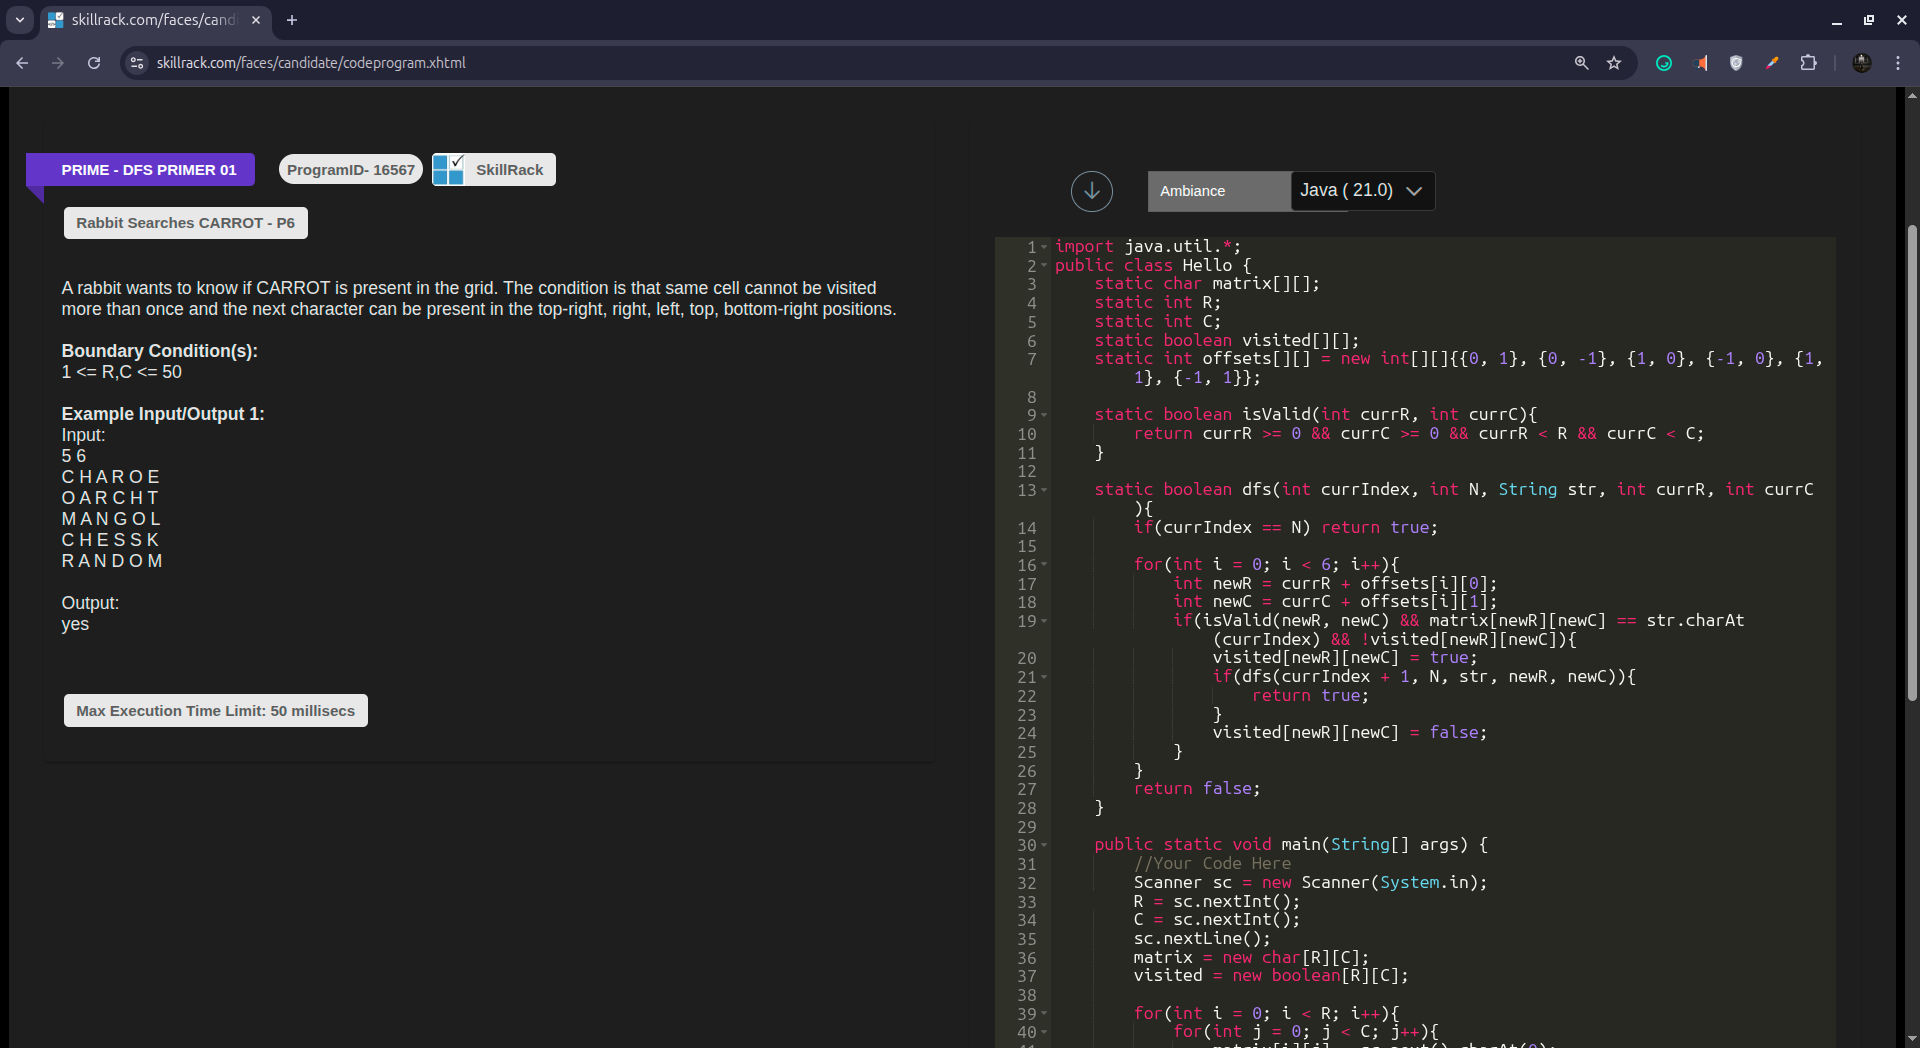 skillrack.com/faces/candi
skillrack.com/faces/candidate/codeprogram.xhtml
PRIME - DFS PRIMER 01
ProgramID- 16567
SkillRack
Rabbit Searches CARROT - P6
A rabbit wants to know if CARROT is present in the grid. The condition is that same cell cannot be visited
more than once and the next character can be present in the top-right, right, left, top, bottom-right positions.
Boundary Condition(s):
1 <= R,C <= 50
Example Input/Output 1:
Input:
5 6
C H A R O E
O A R C H T
M A N G O L
C H E S S K
R A N D O M
Output:
yes
Max Execution Time Limit: 50 millisecs
Ambiance
Java ( 21.0)
1 import java.util.*;
2 public class Hello {
3     static char matrix[][];
4     static int R;
5     static int C;
6     static boolean visited[][];
7     static int offsets[][] = new int[][]{{0, 1}, {0, -1}, {1, 0}, {-1, 0}, {1,
        1}, {-1, 1}};
8
9     static boolean isValid(int currR, int currC){
10         return currR >= 0 && currC >= 0 && currR < R && currC < C;
11     }
12
13     static boolean dfs(int currIndex, int N, String str, int currR, int currC
        ){
14         if(currIndex == N) return true;
15
16         for(int i = 0; i < 6; i++){
17             int newR = currR + offsets[i][0];
18             int newC = currC + offsets[i][1];
19             if(isValid(newR, newC) && matrix[newR][newC] == str.charAt
                (currIndex) && !visited[newR][newC]){
20                 visited[newR][newC] = true;
21                 if(dfs(currIndex + 1, N, str, newR, newC)){
22                     return true;
23                 }
24                 visited[newR][newC] = false;
25             }
26         }
27         return false;
28     }
29
30     public static void main(String[] args) {
31         //Your Code Here
32         Scanner sc = new Scanner(System.in);
33         R = sc.nextInt();
34         C = sc.nextInt();
35         sc.nextLine();
36         matrix = new char[R][C];
37         visited = new boolean[R][C];
38
39         for(int i = 0; i < R; i++){
40             for(int j = 0; j < C; j++){